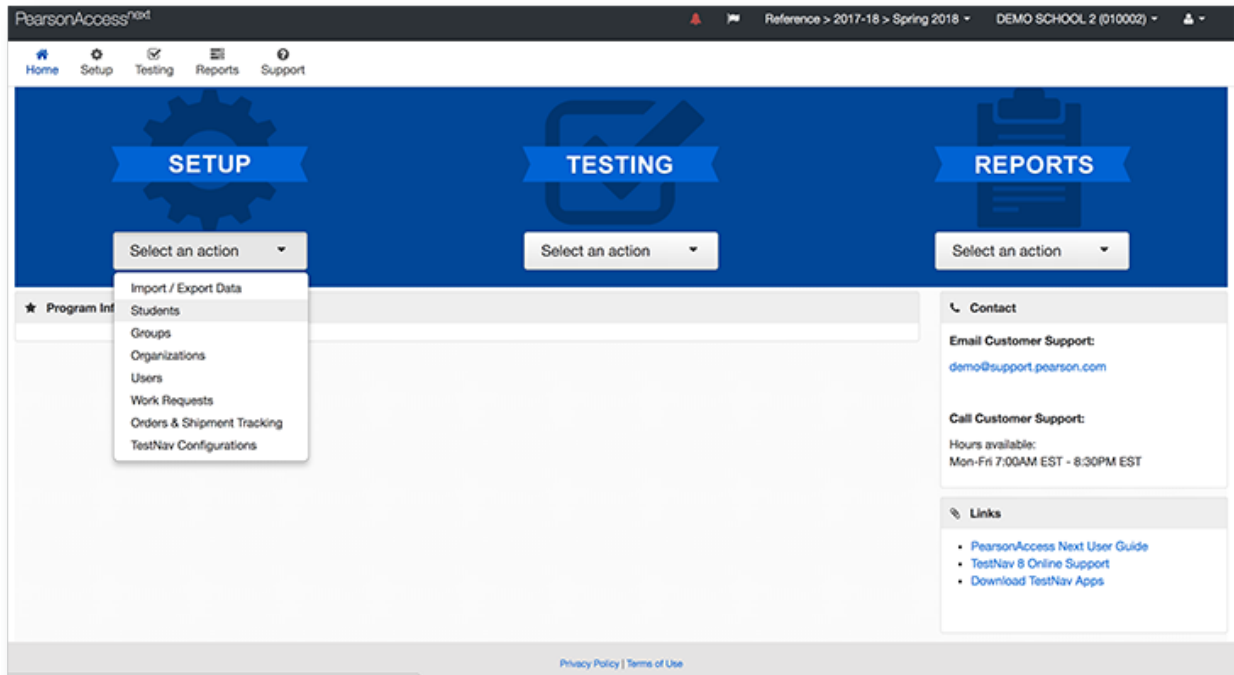 PearsonAccessnext
Reference > 2017-18 > Spring 2018
DEMO SCHOOL 2 (010002)
Home
Setup
Testing
Reports
Support
SETUP
TESTING
REPORTS
Select an action
Select an action
Select an action
Import / Export Data
Students
Groups
Organizations
Users
Work Requests
Orders & Shipment Tracking
TestNav Configurations
Program Inf
Contact
Email Customer Support:
demo@support.pearson.com
Call Customer Support:
Hours available:
Mon-Fri 7:00AM EST - 8:30PM EST
Links
PearsonAccess Next User Guide
TestNav 8 Online Support
Download TestNav Apps
Privacy Policy | Terms of Use